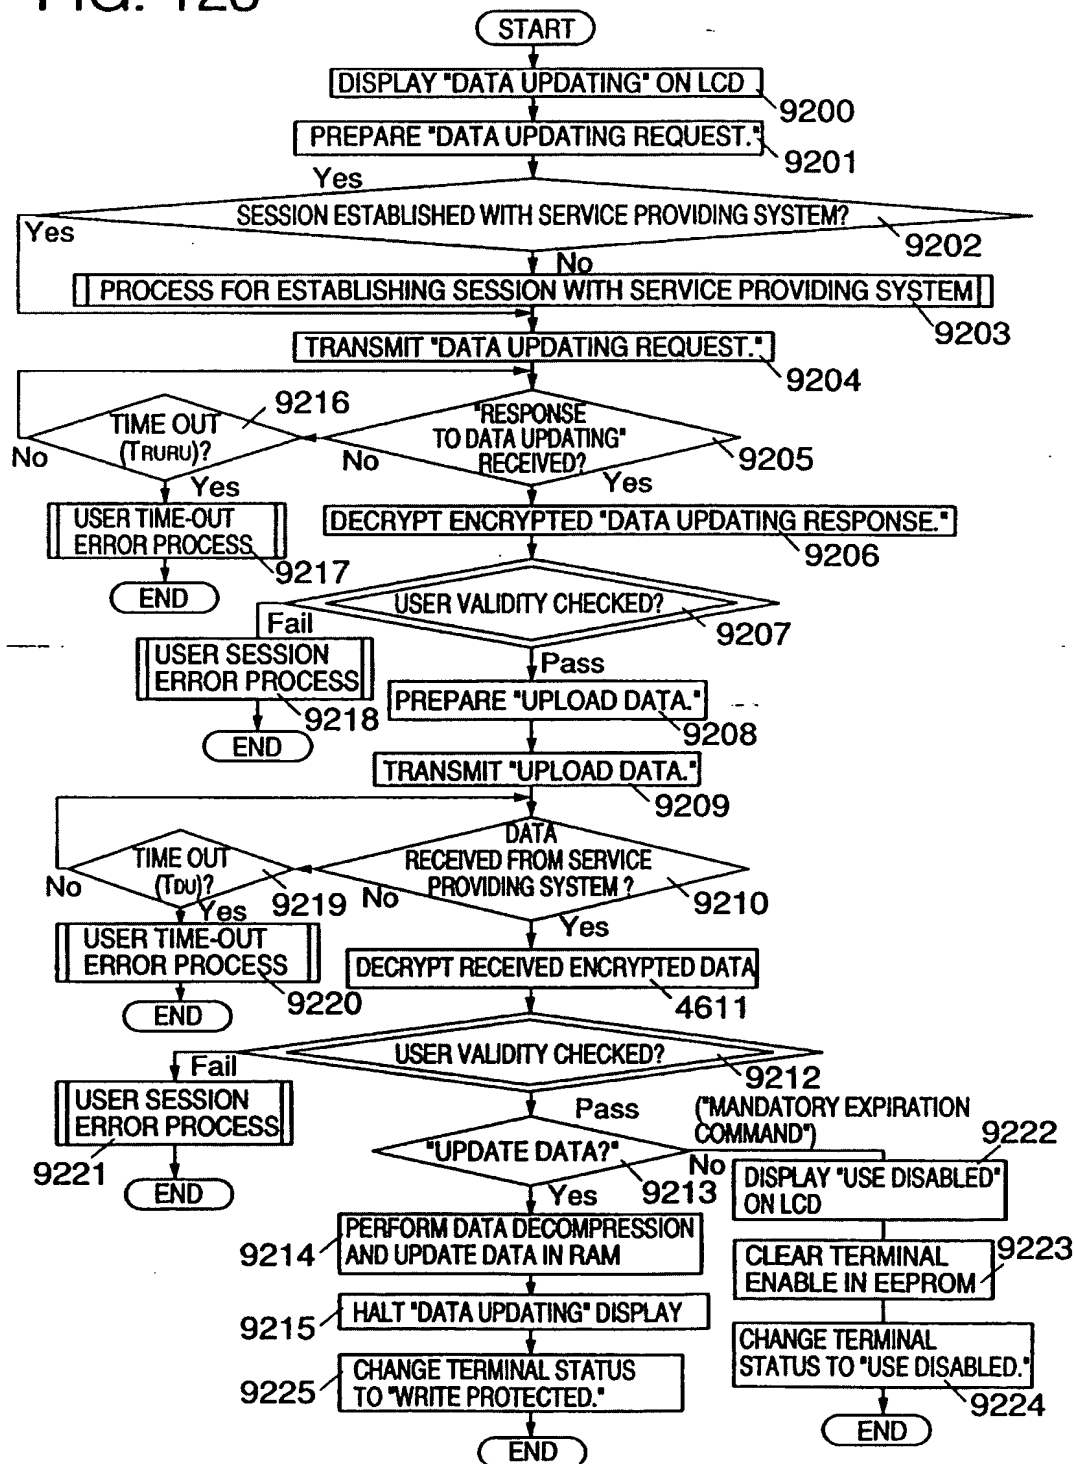 START
DISPLAY "DATA UPDATING" ON LCD
9200
PREPARE "DATA UPDATING REQUEST."
9201
Yes
SESSION ESTABLISHED WITH SERVICE PROVIDING SYSTEM?
Yes
9202
No
PROCESS FOR ESTABLISHING SESSION WITH SERVICE PROVIDING SYSTEM
9203
TRANSMIT "DATA UPDATING REQUEST."
9204
9216
TIME OUT
(TRURU)?
No
"RESPONSE
TO DATA UPDATING"
RECEIVED?
9205
No
Yes
Yes
USER TIME-OUT
ERROR PROCESS
9217
END
DECRYPT ENCRYPTED "DATA UPDATING RESPONSE."
9206
USER VALIDITY CHECKED?
9207
Fail
USER SESSION
ERROR PROCESS
9218
END
Pass
PREPARE "UPLOAD DATA."
9208
TRANSMIT "UPLOAD DATA."
9209
DATA
RECEIVED FROM SERVICE
PROVIDING SYSTEM ?
9210
TIME OUT
(TDU)?
No
9219
No
Yes
Yes
USER TIME-OUT
ERROR PROCESS
9220
END
DECRYPT RECEIVED ENCRYPTED DATA
4611
USER VALIDITY CHECKED?
9212
Fail
USER SESSION
ERROR PROCESS
9221
END
Pass
("MANDATORY EXPIRATION
COMMAND")
"UPDATE DATA?"
9213
No
9222
DISPLAY "USE DISABLED"
ON LCD
Yes
9214
PERFORM DATA DECOMPRESSION
AND UPDATE DATA IN RAM
CLEAR TERMINAL
ENABLE IN EEPROM
9223
9215
HALT "DATA UPDATING" DISPLAY
CHANGE TERMINAL
STATUS TO "USE DISABLED."
9224
9225
CHANGE TERMINAL STATUS
TO "WRITE PROTECTED."
END
END